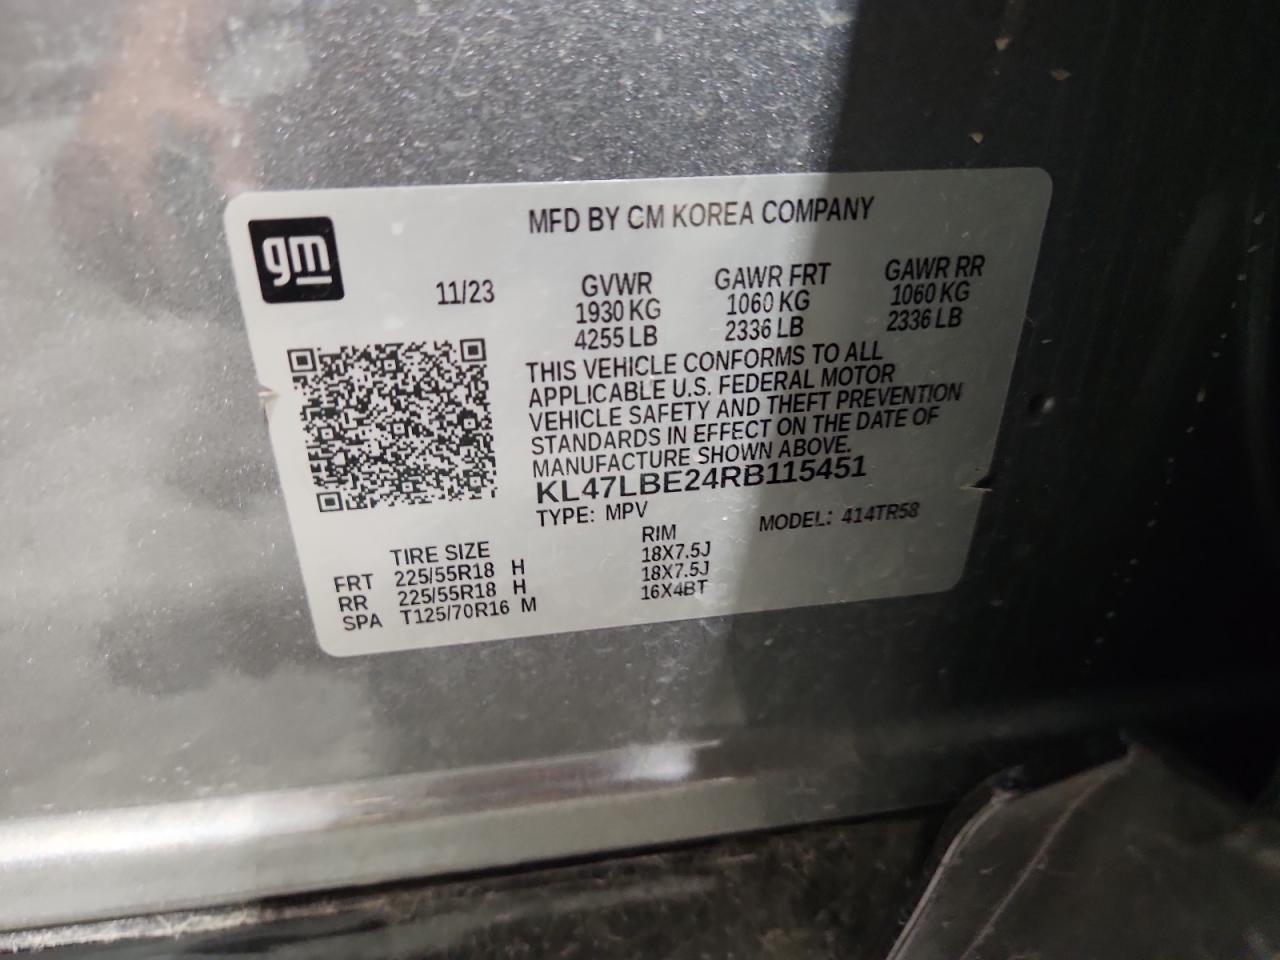 gm
MFD BY GM KOREA COMPANY
11/23
GVWR GAWR FRT GAWR RR
1930 KG 1060 KG 1060 KG
4255 LB 2336 LB 2336 LB
THIS VEHICLE CONFORMS TO ALL
APPLICABLE U.S. FEDERAL MOTOR
VEHICLE SAFETY AND THEFT PREVENTION
STANDARDS IN EFFECT ON THE DATE OF
MANUFACTURE SHOWN ABOVE.
KL47LBE24RB115451
TYPE: MPV MODEL: 414TR58
TIRE SIZE RIM
FRT 225/55R18 H 18X7.5J
RR 225/55R18 H 18X7.5J
SPA T125/70R16 M 16X4BT